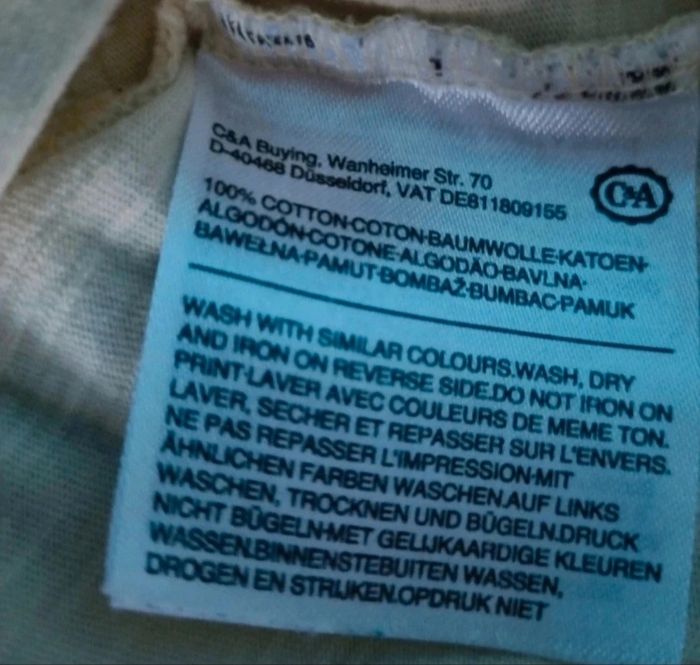 C&A Buying, Wanheimer Str. 70
D-40468 Düsseldorf, VAT DE811809155
C&A
100% COTTON·COTON·BAUMWOLLE·KATOEN·
ALGODÓN·COTONE·ALGODÃO·BAVLNA·
BAWEŁNA·PAMUT·BOMBAŽ·BUMBAC·PAMUK
WASH WITH SIMILAR COLOURS.WASH, DRY
AND IRON ON REVERSE SIDE.DO NOT IRON ON
PRINT·LAVER AVEC COULEURS DE MEME TON.
LAVER, SECHER ET REPASSER SUR L'ENVERS.
NE PAS REPASSER L'IMPRESSION·MIT
ÄHNLICHEN FARBEN WASCHEN.AUF LINKS
WASCHEN, TROCKNEN UND BÜGELN.DRUCK
NICHT BÜGELN·MET GELIJKAARDIGE KLEUREN
WASSEN.BINNENSTEBUITEN WASSEN,
DROGEN EN STRIJKEN.OPDRUK NIET